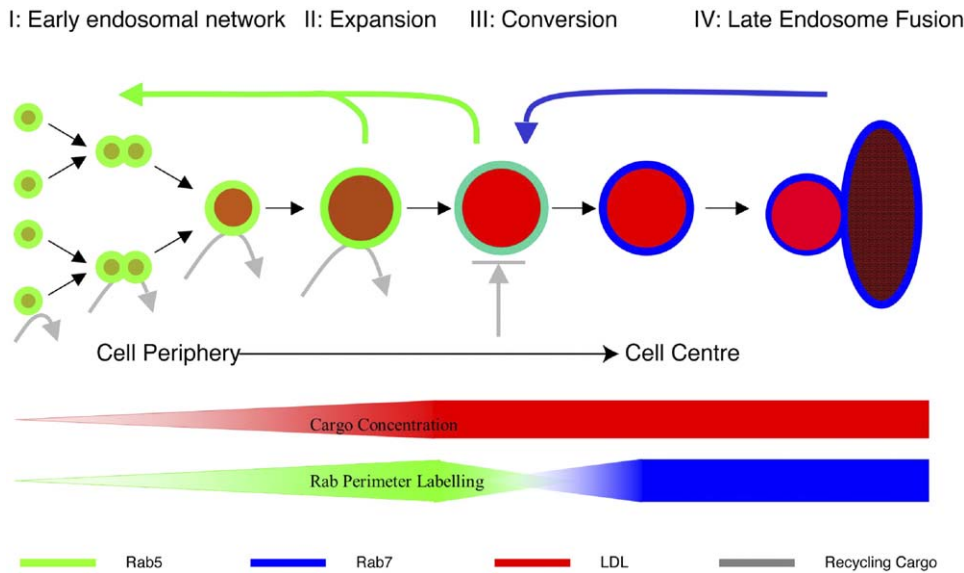 I: Early endosomal network
II: Expansion
III: Conversion
IV: Late Endosome Fusion
Cell Periphery
Cell Centre
Cargo Concentration
Rab Perimeter Labelling
Rab5
Rab7
LDL
Recycling Cargo